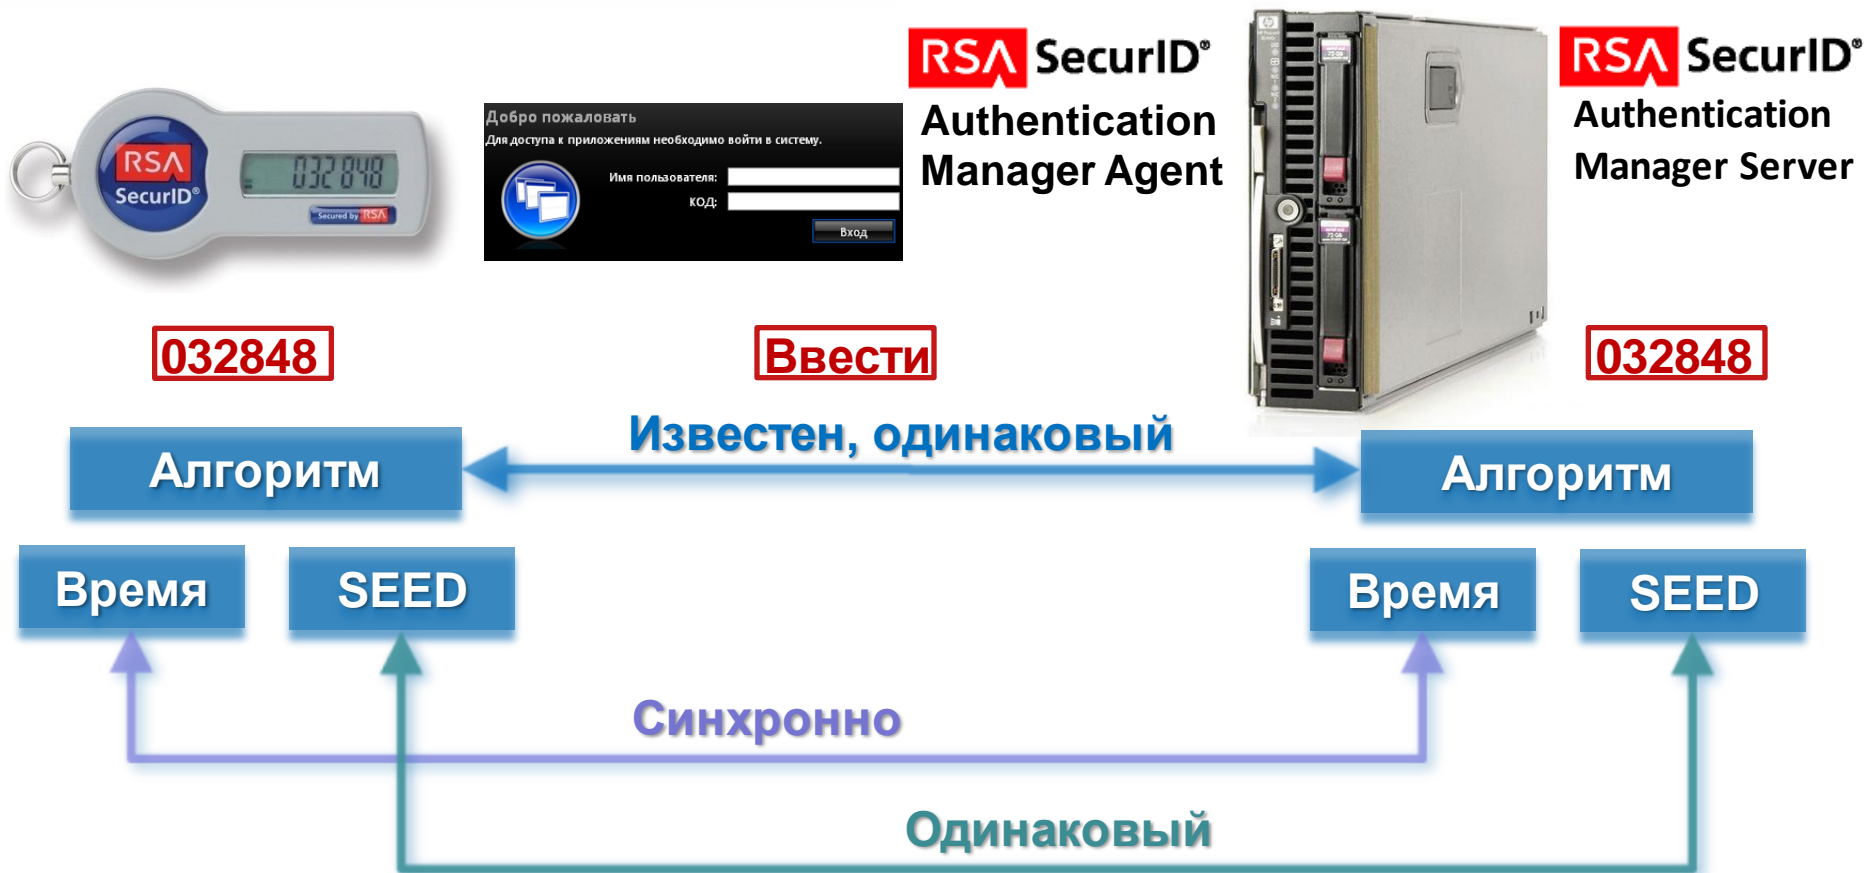 RSA SecurID®
Authentication
Manager Agent
RSA SecurID®
Authentication
Manager Server
RSA
SecurID®
032848
Secured by RSA
Добро пожаловать
Для доступа к приложениям необходимо войти в систему.
Имя пользователя:
КОД:
Вход
032848
Ввести
032848
Известен, одинаковый
Алгоритм
Алгоритм
Время
SEED
Время
SEED
Синхронно
Одинаковый